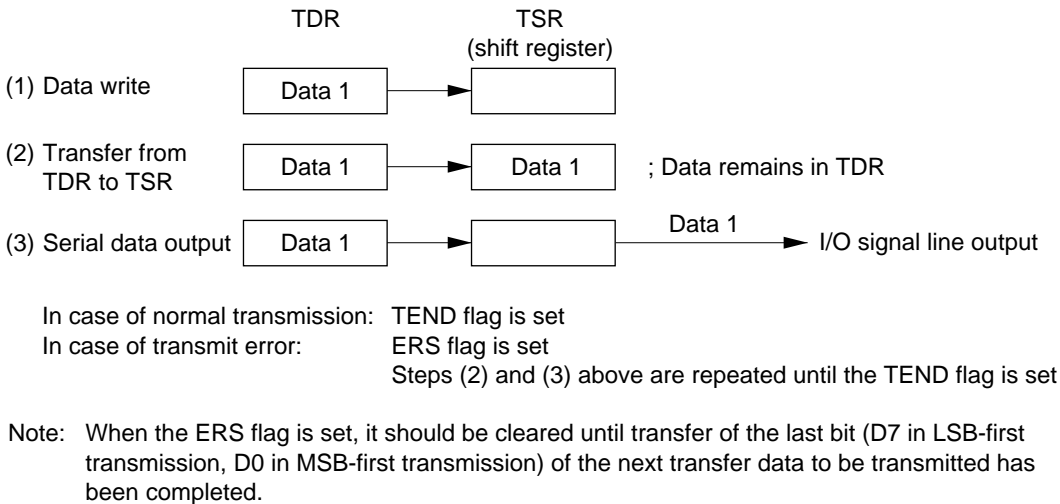 TDR TSR
(shift register)
(1) Data write Data 1
(2) Transfer from
TDR to TSR Data 1 Data 1 ; Data remains in TDR
(3) Serial data output Data 1 Data 1 I/O signal line output
In case of normal transmission: TEND flag is set
In case of transmit error: ERS flag is set
Steps (2) and (3) above are repeated until the TEND flag is set
Note: When the ERS flag is set, it should be cleared until transfer of the last bit (D7 in LSB-first
transmission, D0 in MSB-first transmission) of the next transfer data to be transmitted has
been completed.